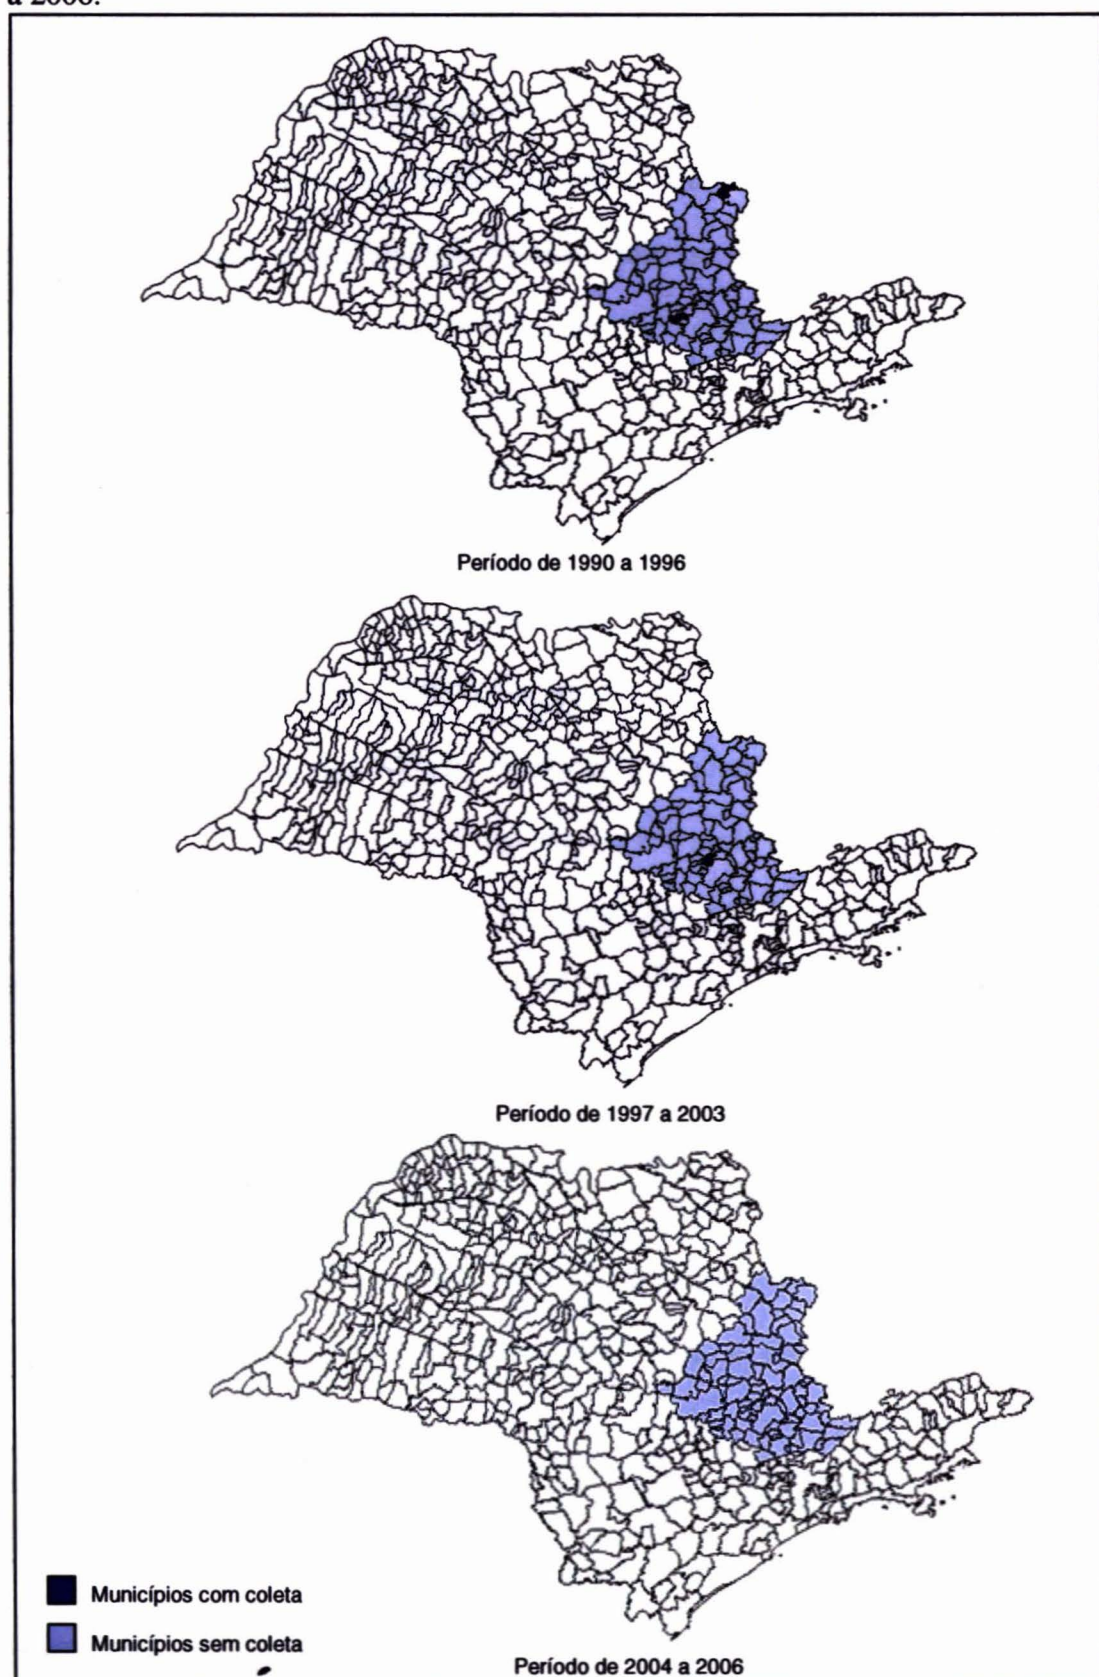 a 2006.
Período de 1990 a 1996
Período de 1997 a 2003
Municípios com coleta
Municípios sem coleta
Período de 2004 a 2006